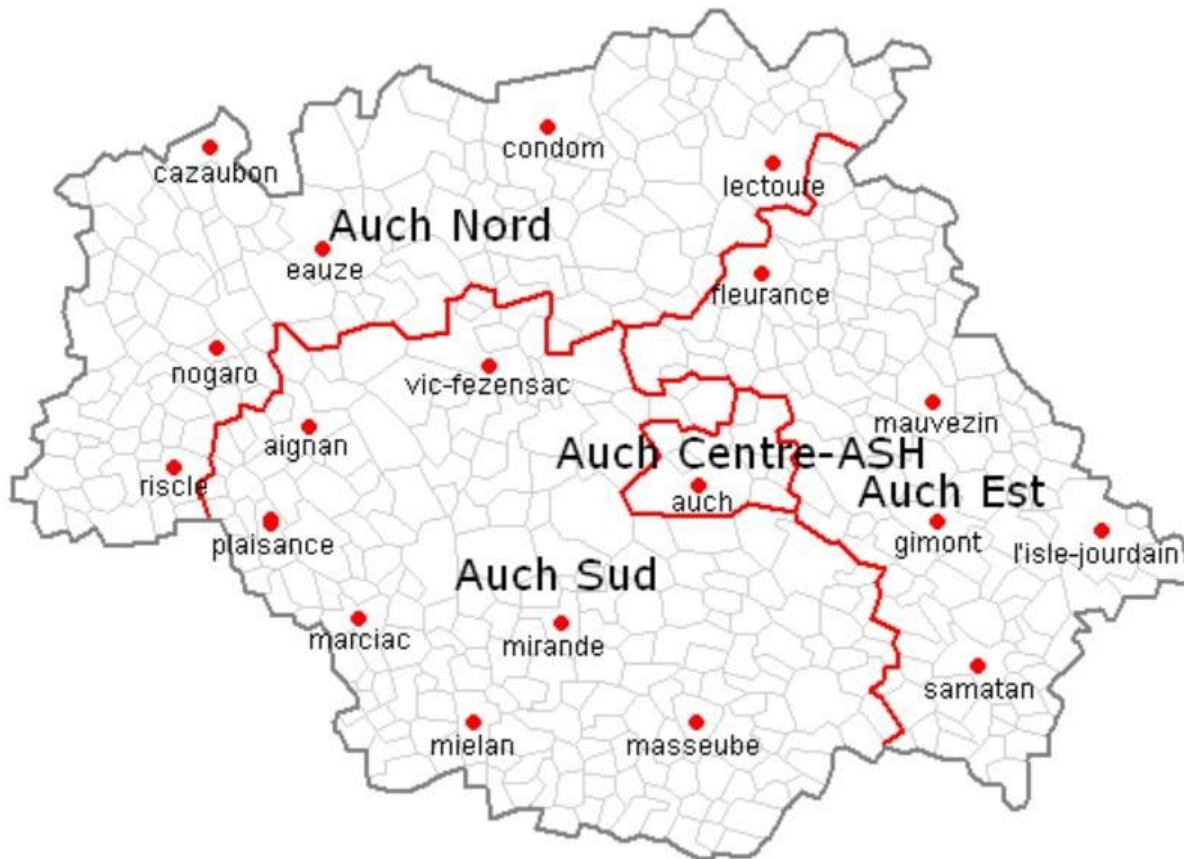 condom
cazaubon
lectoure
Auch Nord
eauze
fleurance
nogaro
vic-fezensac
mauvezin
aignan
Auch Centre-ASH
riscle
auch
Auch Est
plaisance
gimont
l'isle-jourdain
Auch Sud
marciac
mirande
samatan
mielan
masseube